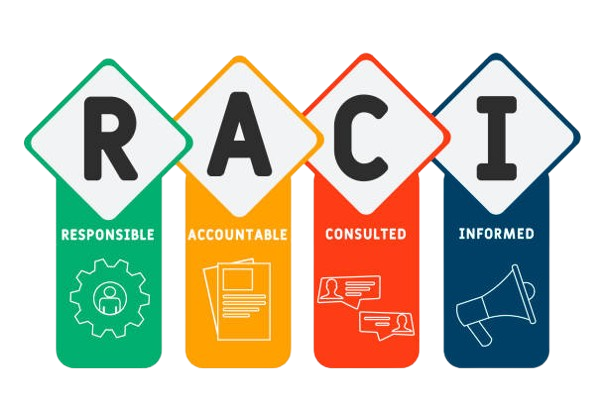 R A C I
RESPONSIBLE ACCOUNTABLE CONSULTED INFORMED